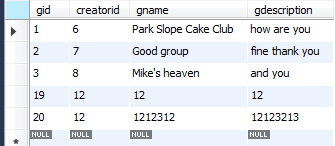 gid creatorid gname gdescription
1 6 Park Slope Cake Club how are you
2 7 Good group fine thank you
3 8 Mike's heaven and you
19 12 12 12
20 12 1212312 12123213
NULL NULL NULL NULL